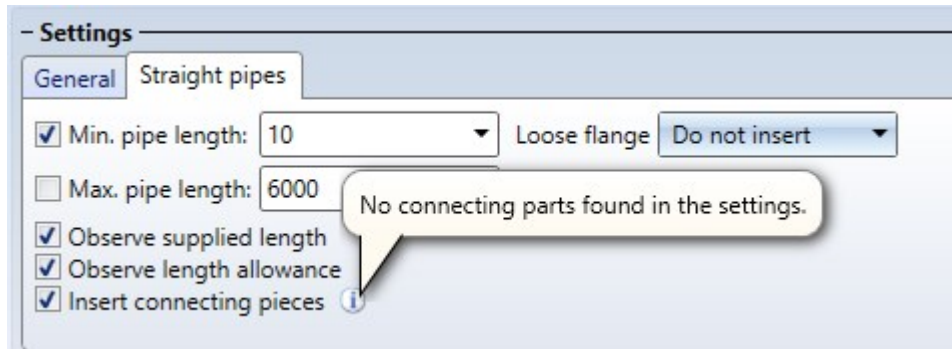 Settings
General Straight pipes
Min. pipe length: 10 Loose flange Do not insert
Max. pipe length: 6000
No connecting parts found in the settings.
Observe supplied length
Observe length allowance
Insert connecting pieces